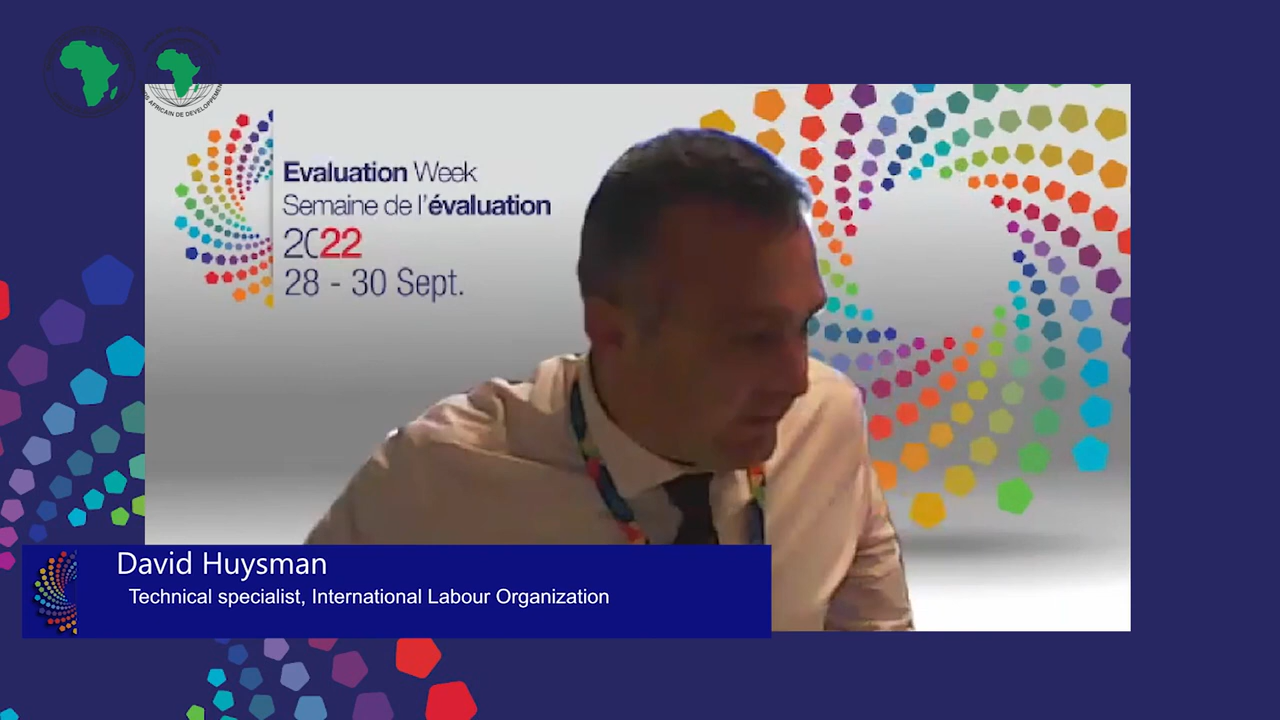 Evaluation Week
Semaine de l'évaluation
2022
28 - 30 Sept.
David Huysman
Technical specialist, International Labour Organization